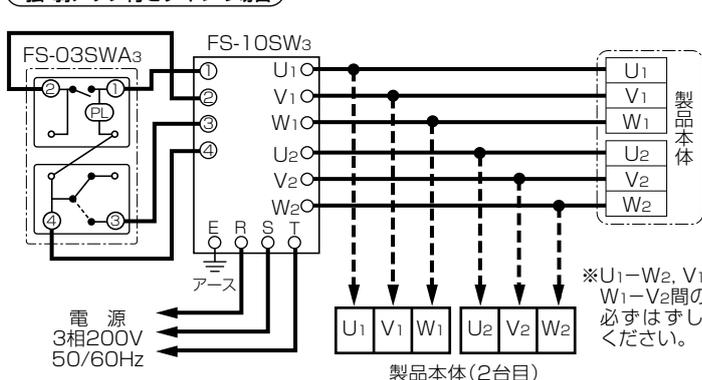 FS-03SWA3
FS-10SW3
② ①
PL
④ ③
①
②
③
④
U1
V1
W1
U2
V2
W2
E R S T
アース
電源
3相200V
50/60Hz
U1
V1
W1
U2
V2
W2
製品本体
U1 V1 W1 U2 V2 W2
製品本体(2台目)
※U1−W2, V1
W1−V2間の
必ずはずし
ください。